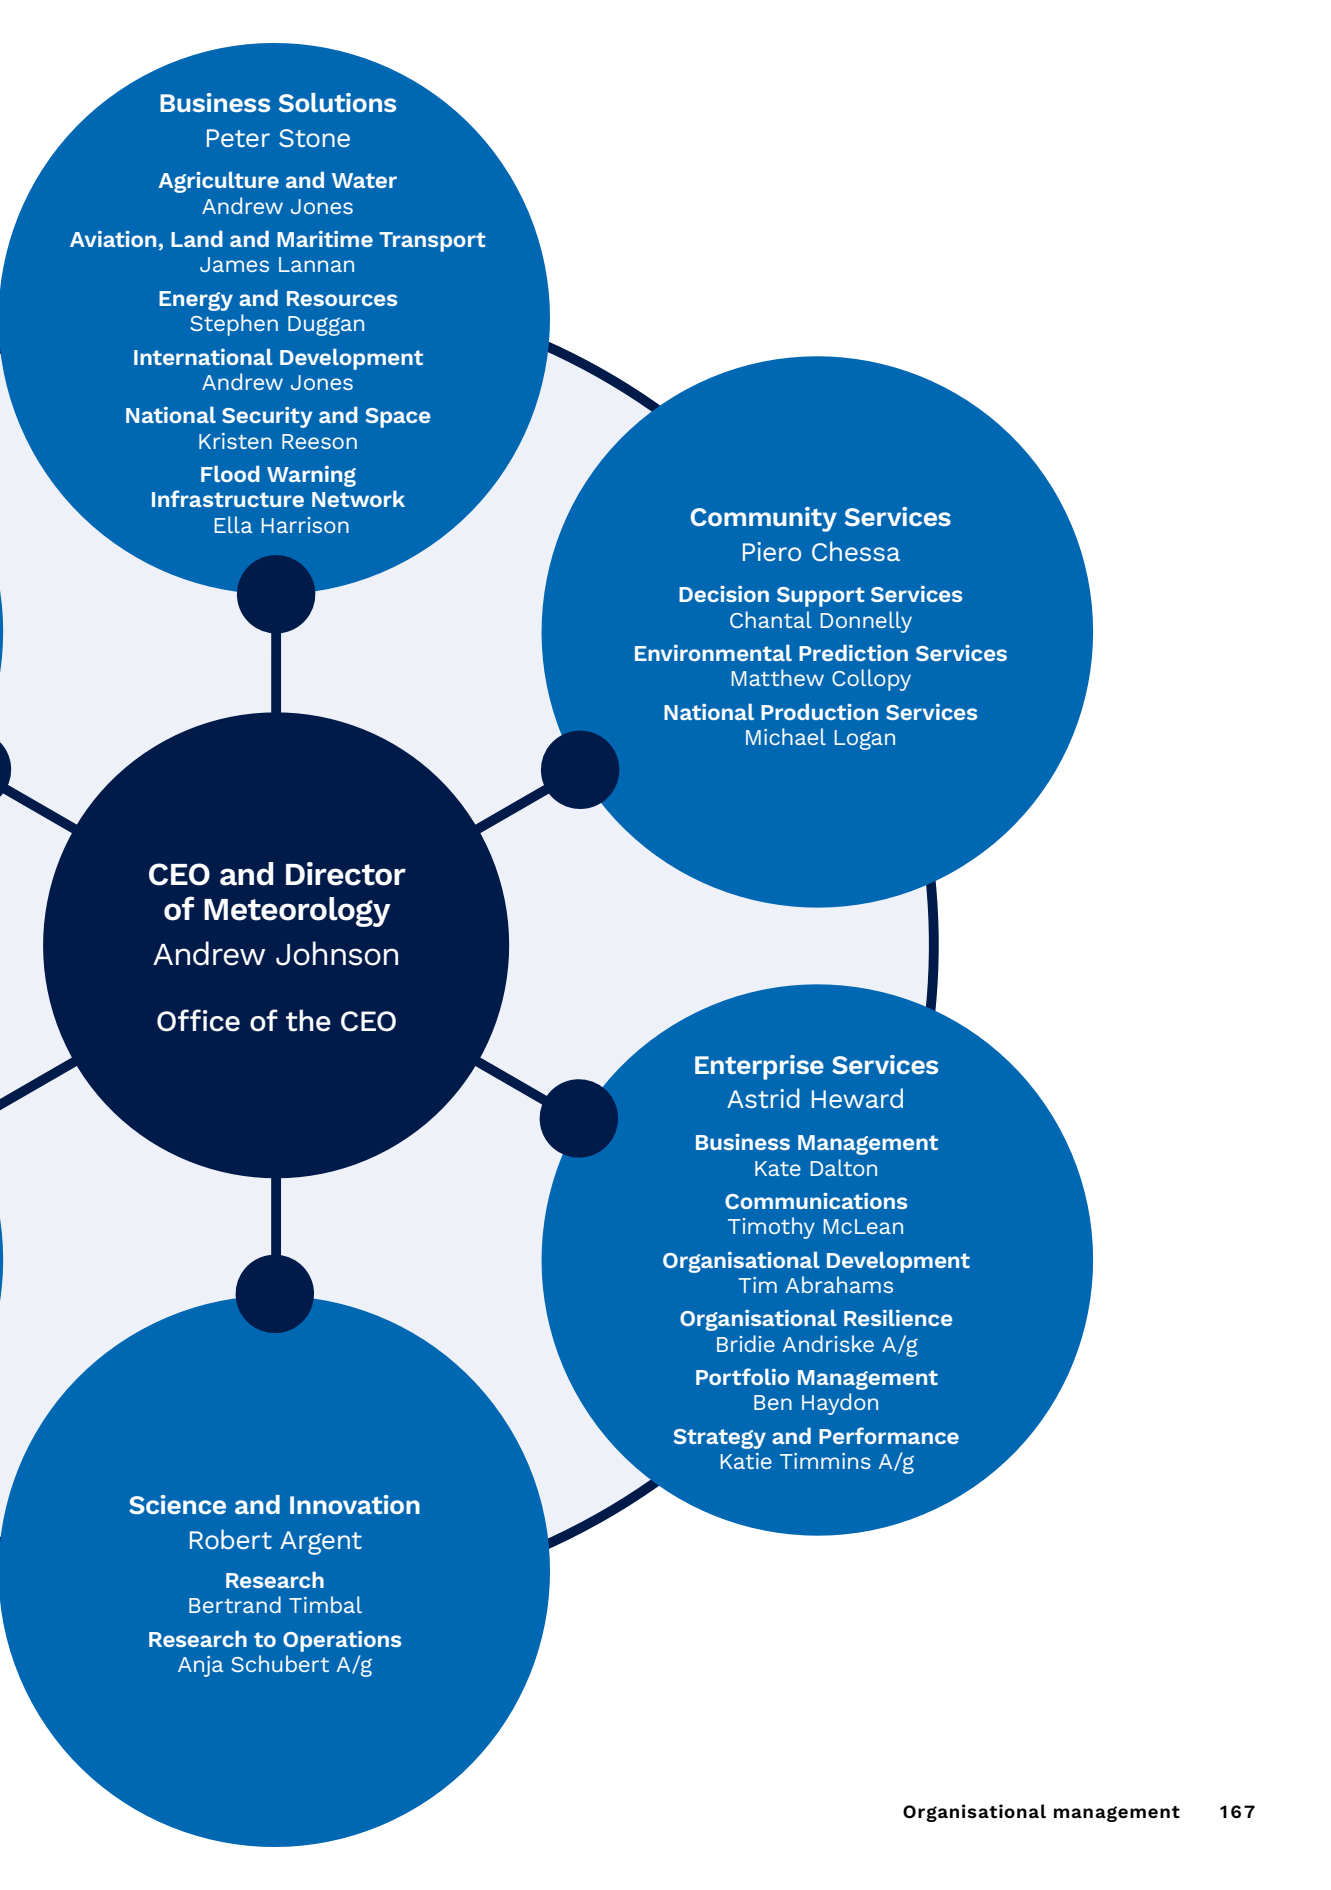 Business Solutions
Peter Stone
Agriculture and Water
Andrew Jones
Aviation, Land and Maritime Transport
James Lannan
Energy and Resources
Stephen Duggan
International Development
Andrew Jones
National Security and Space
Kristen Reeson
Flood Warning
Infrastructure Network
Ella Harrison
Community Services
Piero Chessa
Decision Support Services
Chantal Donnelly
Environmental Prediction Services
Matthew Collopy
National Production Services
Michael Logan
CEO and Director
of Meteorology
Andrew Johnson
Office of the CEO
Enterprise Services
Astrid Heward
Business Management
Kate Dalton
Communications
Timothy McLean
Organisational Development
Tim Abrahams
Organisational Resilience
Bridie Andriske A/g
Portfolio Management
Ben Haydon
Strategy and Performance
Katie Timmins A/g
Science and Innovation
Robert Argent
Research
Bertrand Timbal
Research to Operations
Anja Schubert A/g
Organisational management 167